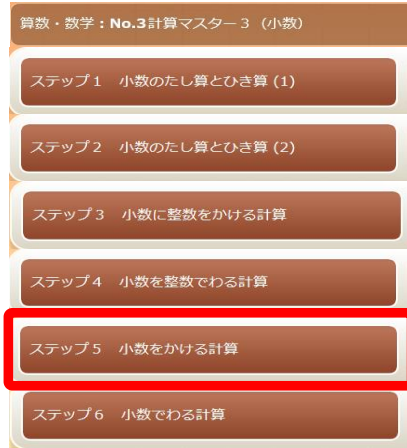 算数・数学：No.3計算マスター３（小数）
ステップ１　小数のたし算とひき算 (1)
ステップ２　小数のたし算とひき算 (2)
ステップ３　小数に整数をかける計算
ステップ４　小数を整数でわる計算
ステップ５　小数をかける計算
ステップ６　小数でわる計算